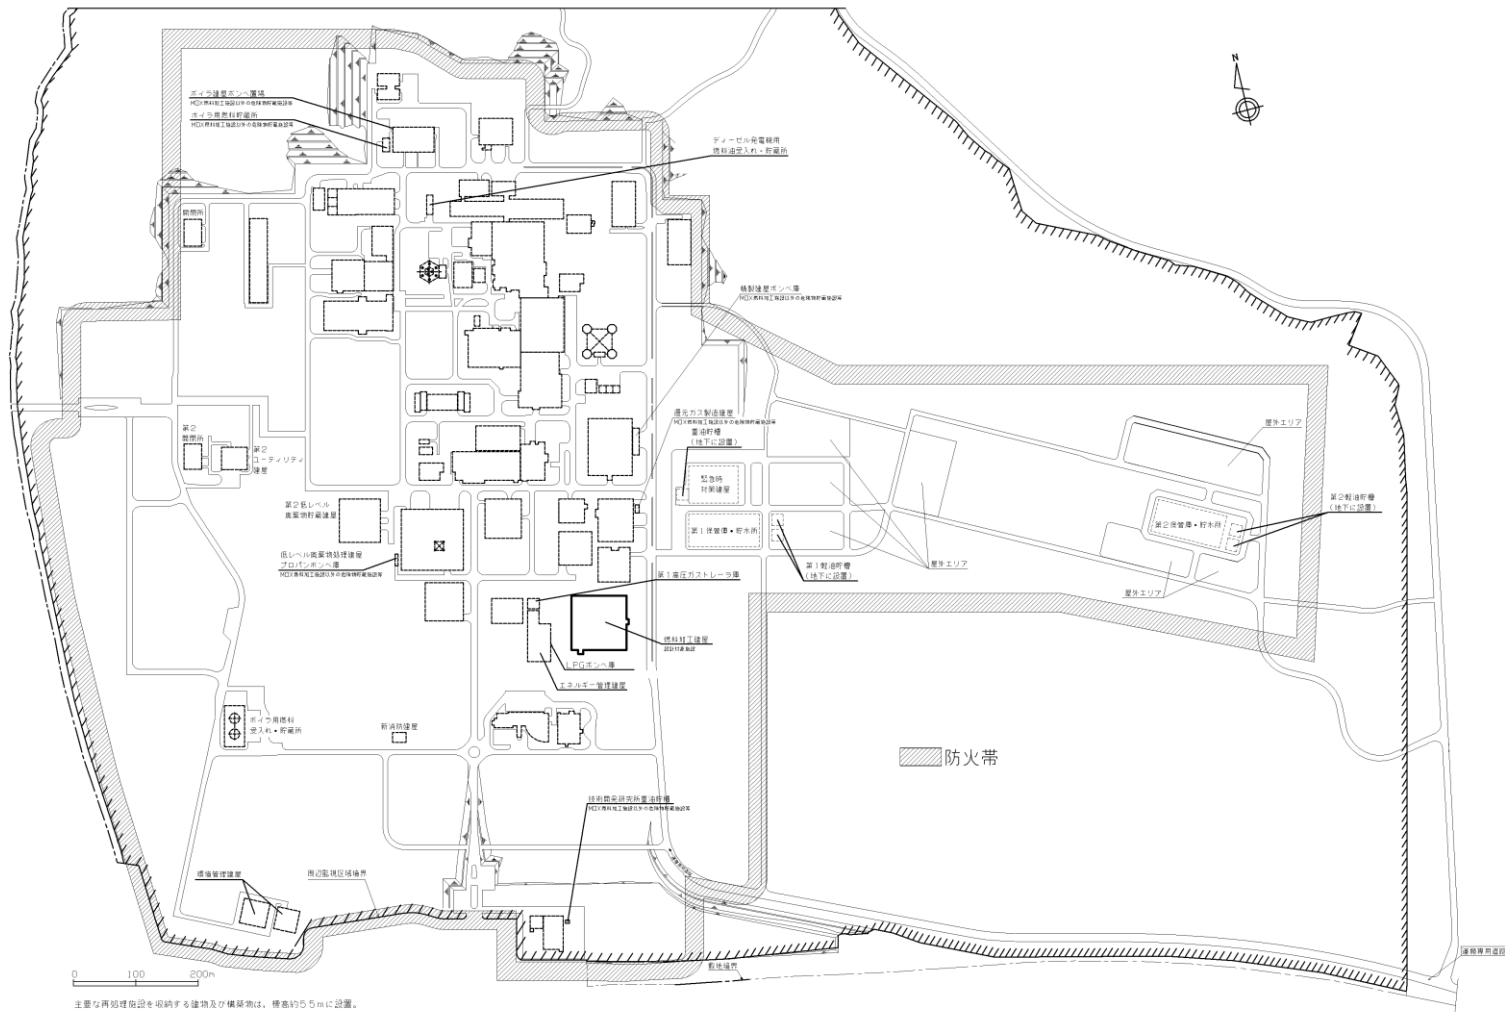 N
ボイラ建屋ボンベ置場
MOX燃料加工施設以外の危険物貯蔵施設等
ボイラ用燃料貯蔵所
MOX燃料加工施設以外の危険物貯蔵施設等
ディーゼル発電機用
燃料油受入れ・貯蔵所
開閉所
精製建屋ボンベ庫
MOX燃料加工施設以外の危険物貯蔵施設等
還元ガス製造建屋
MOX燃料加工施設以外の危険物貯蔵施設等
重油貯槽
(地下に設置)
屋外エリア
第2
開閉所
第2
ユーティリティ
建屋
緊急時
対策建屋
第2軽油貯槽
(地下に設置)
第2低レベル
廃棄物貯蔵建屋
第1保管庫・貯水所
第2保管庫・貯水所
低レベル廃棄物処理建屋
プロパンボンベ庫
MOX燃料加工施設以外の危険物貯蔵施設等
第1軽油貯槽
(地下に設置)
屋外エリア
第1高圧ガストレーラ庫
屋外エリア
燃料加工建屋
設計対象施設
LPGボンベ庫
エネルギー管理建屋
ボイラ用燃料
受入れ・貯蔵所
新消防建屋
防火帯
技術開発研究所重油貯槽
MOX燃料加工施設以外の危険物貯蔵施設等
環境管理建屋
周辺監視区域境界
敷地境界
運搬専用道路
0 100 200m
主要な再処理施設を収納する建物及び構築物は、標高約55mに設置。